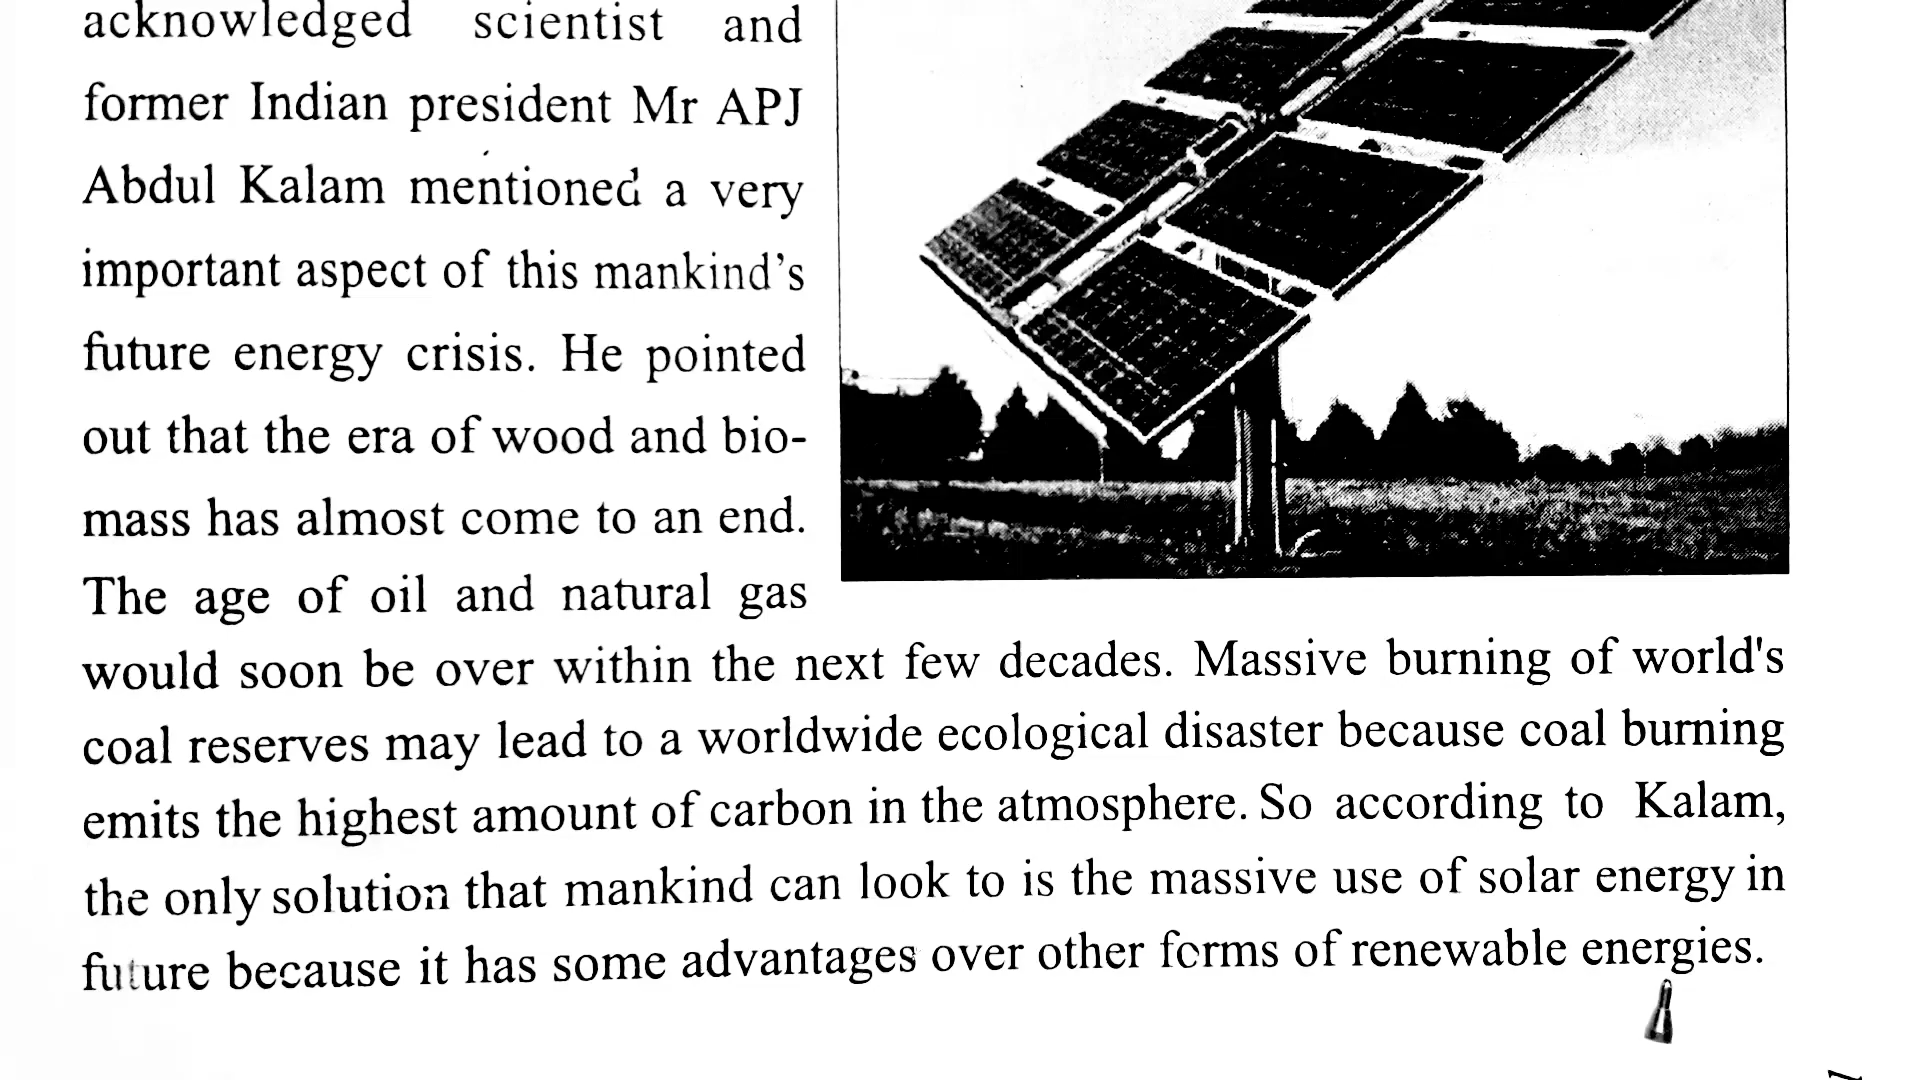 acknowledged scientist and
former Indian president Mr APJ
Abdul Kalam mentioned a very
important aspect of this mankind's
future energy crisis. He pointed
out that the era of wood and bio-
mass has almost come to an end.
The age of oil and natural gas
would soon be over within the next few decades. Massive burning of world's
coal reserves may lead to a worldwide ecological disaster because coal burning
emits the highest amount of carbon in the atmosphere. So according to Kalam,
the only solution that mankind can look to is the massive use of solar energy in
future because it has some advantages over other forms of renewable energies.